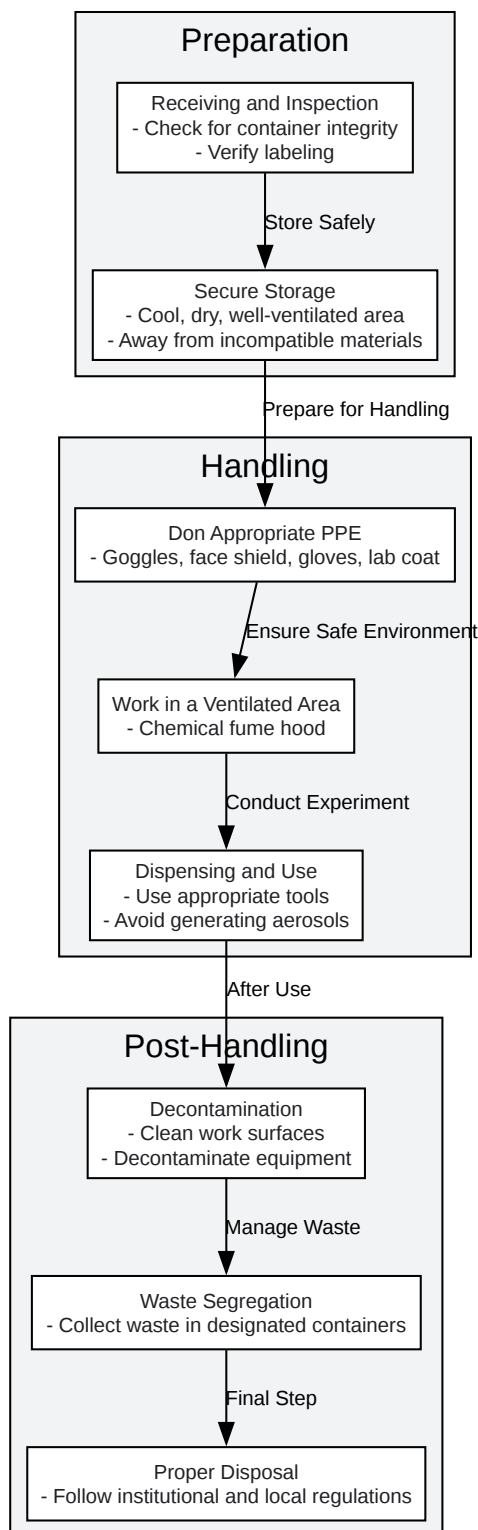 Preparation
Receiving and Inspection
- Check for container integrity
- Verify labeling
Store Safely
Secure Storage
- Cool, dry, well-ventilated area
- Away from incompatible materials
Prepare for Handling
Handling
Don Appropriate PPE
- Goggles, face shield, gloves, lab coat
Ensure Safe Environment
Work in a Ventilated Area
- Chemical fume hood
Conduct Experiment
Dispensing and Use
- Use appropriate tools
- Avoid generating aerosols
After Use
Post-Handling
Decontamination
- Clean work surfaces
- Decontaminate equipment
Manage Waste
Waste Segregation
- Collect waste in designated containers
Final Step
Proper Disposal
- Follow institutional and local regulations